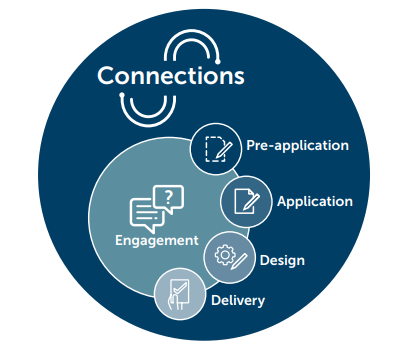 Connections
Pre-application
?
Application
Engagement
Design
Delivery